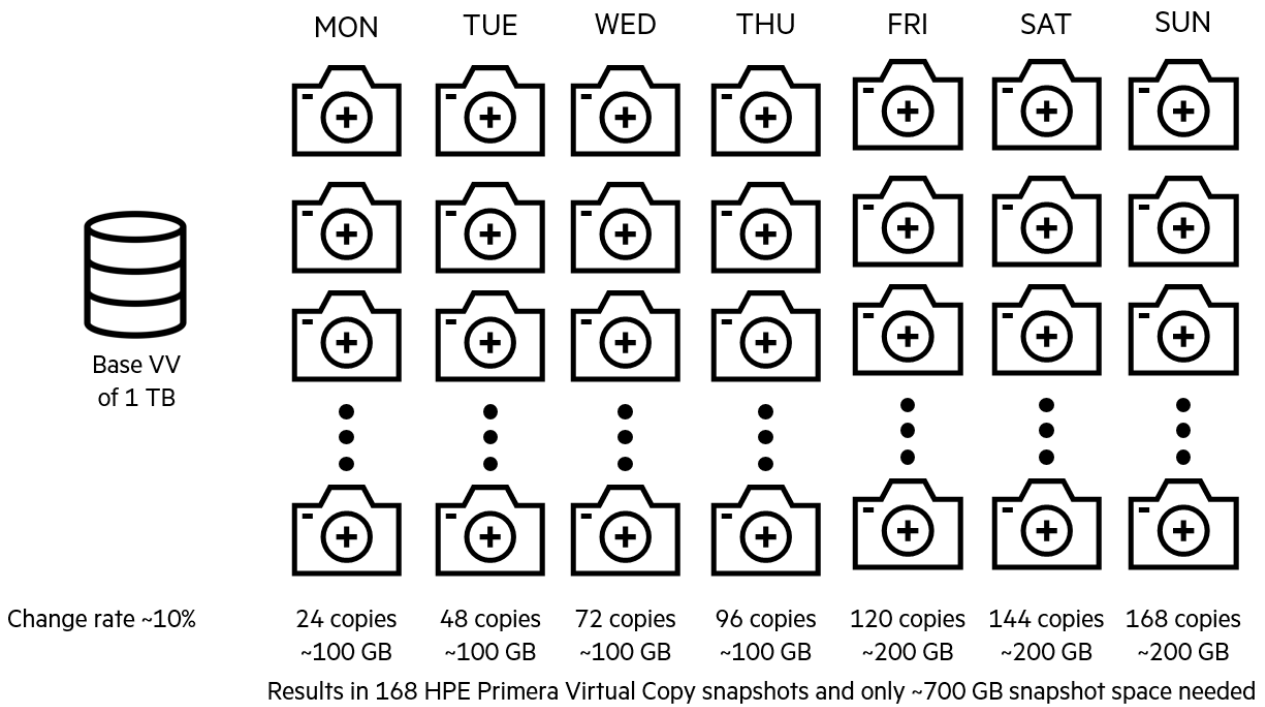 MON TUE WED THU FRI SAT SUN
Base VV
of 1 TB
Change rate ~10% 24 copies 48 copies 72 copies 96 copies 120 copies 144 copies 168 copies
~100 GB ~100 GB ~100 GB ~100 GB ~200 GB ~200 GB ~200 GB
Results in 168 HPE Primera Virtual Copy snapshots and only ~700 GB snapshot space needed